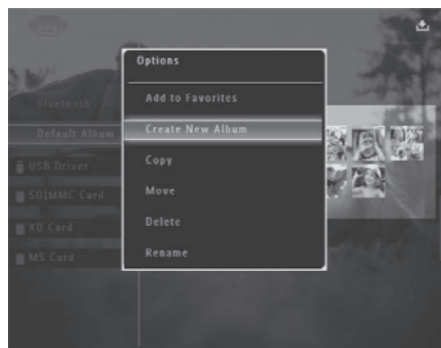 Options
Add to Favorites
Create New Album
Copy
Move
Delete
Rename
Bluetooth
Default Album
USB Driver
SD/MMC Card
XD Card
MS Card